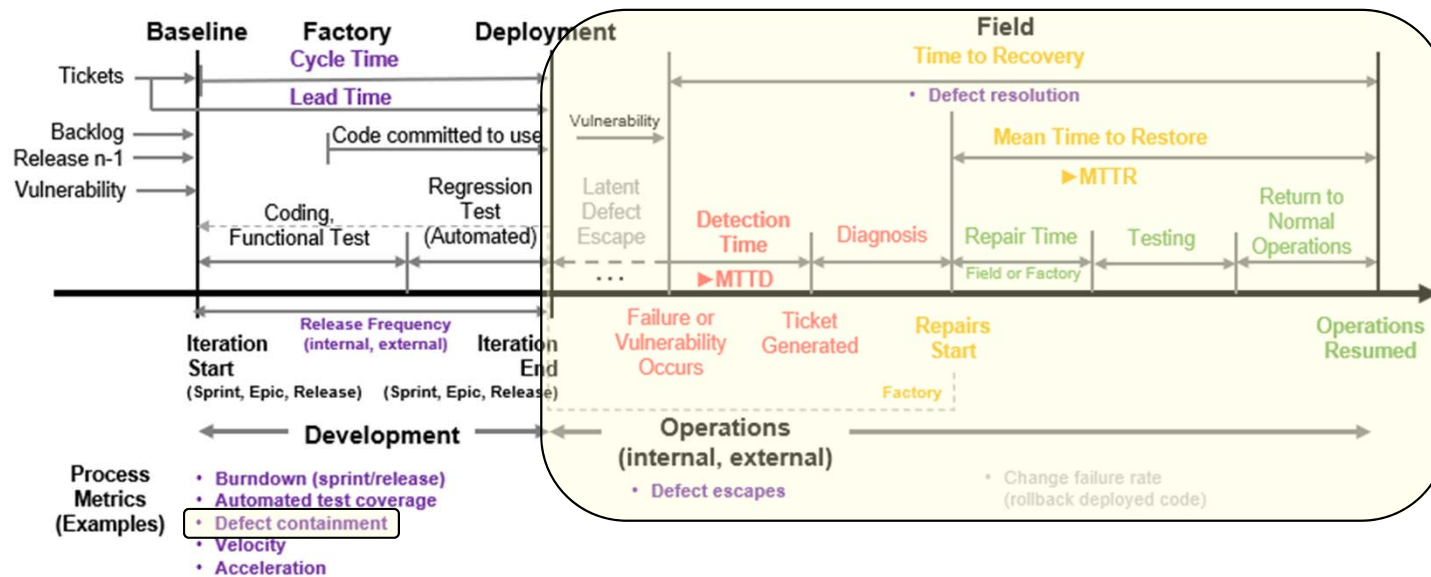 Baseline
Factory
Deployment
Field
Tickets
Cycle Time
Time to Recovery
Lead Time
• Defect resolution
Backlog
Code committed to use
Vulnerability
Mean Time to Restore
Release n-1
►MTTR
Vulnerability
Coding,
Functional Test
Regression
Test
(Automated)
Latent
Defect
Escape
...
Detection
Time
►MTTD
Diagnosis
Repair Time
Field or Factory
Testing
Return to
Normal
Operations
Release Frequency
(internal, external)
Iteration
Start
(Sprint, Epic, Release)
Iteration
End
(Sprint, Epic, Release)
Failure or
Vulnerability
Occurs
Ticket
Generated
Repairs
Start
Operations
Resumed
Factory
Development
Operations
(internal, external)
• Defect escapes
• Change failure rate
(rollback deployed code)
Process
Metrics
(Examples)
• Burndown (sprint/release)
• Automated test coverage
• Defect containment
• Velocity
• Acceleration